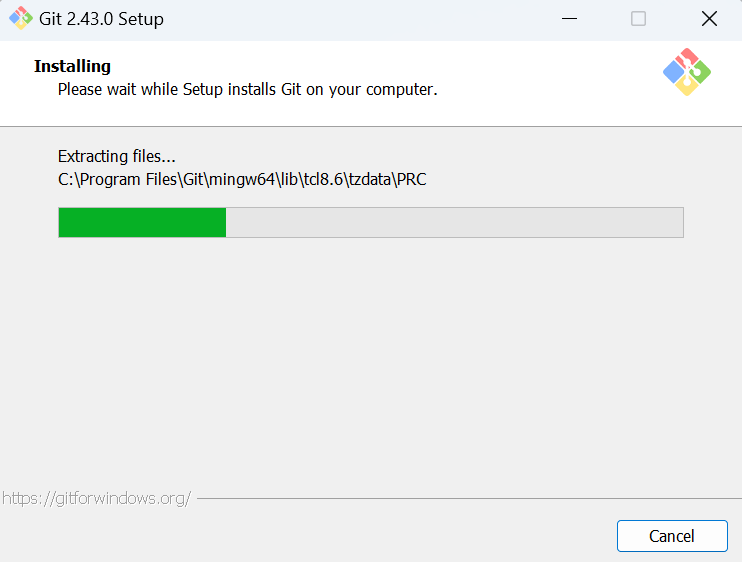 Git 2.43.0 Setup
Installing
Please wait while Setup installs Git on your computer.
Extracting files...
C:\Program Files\Git\mingw64\lib\tcl8.6\tzdata\PRC
https://gitforwindows.org/
Cancel